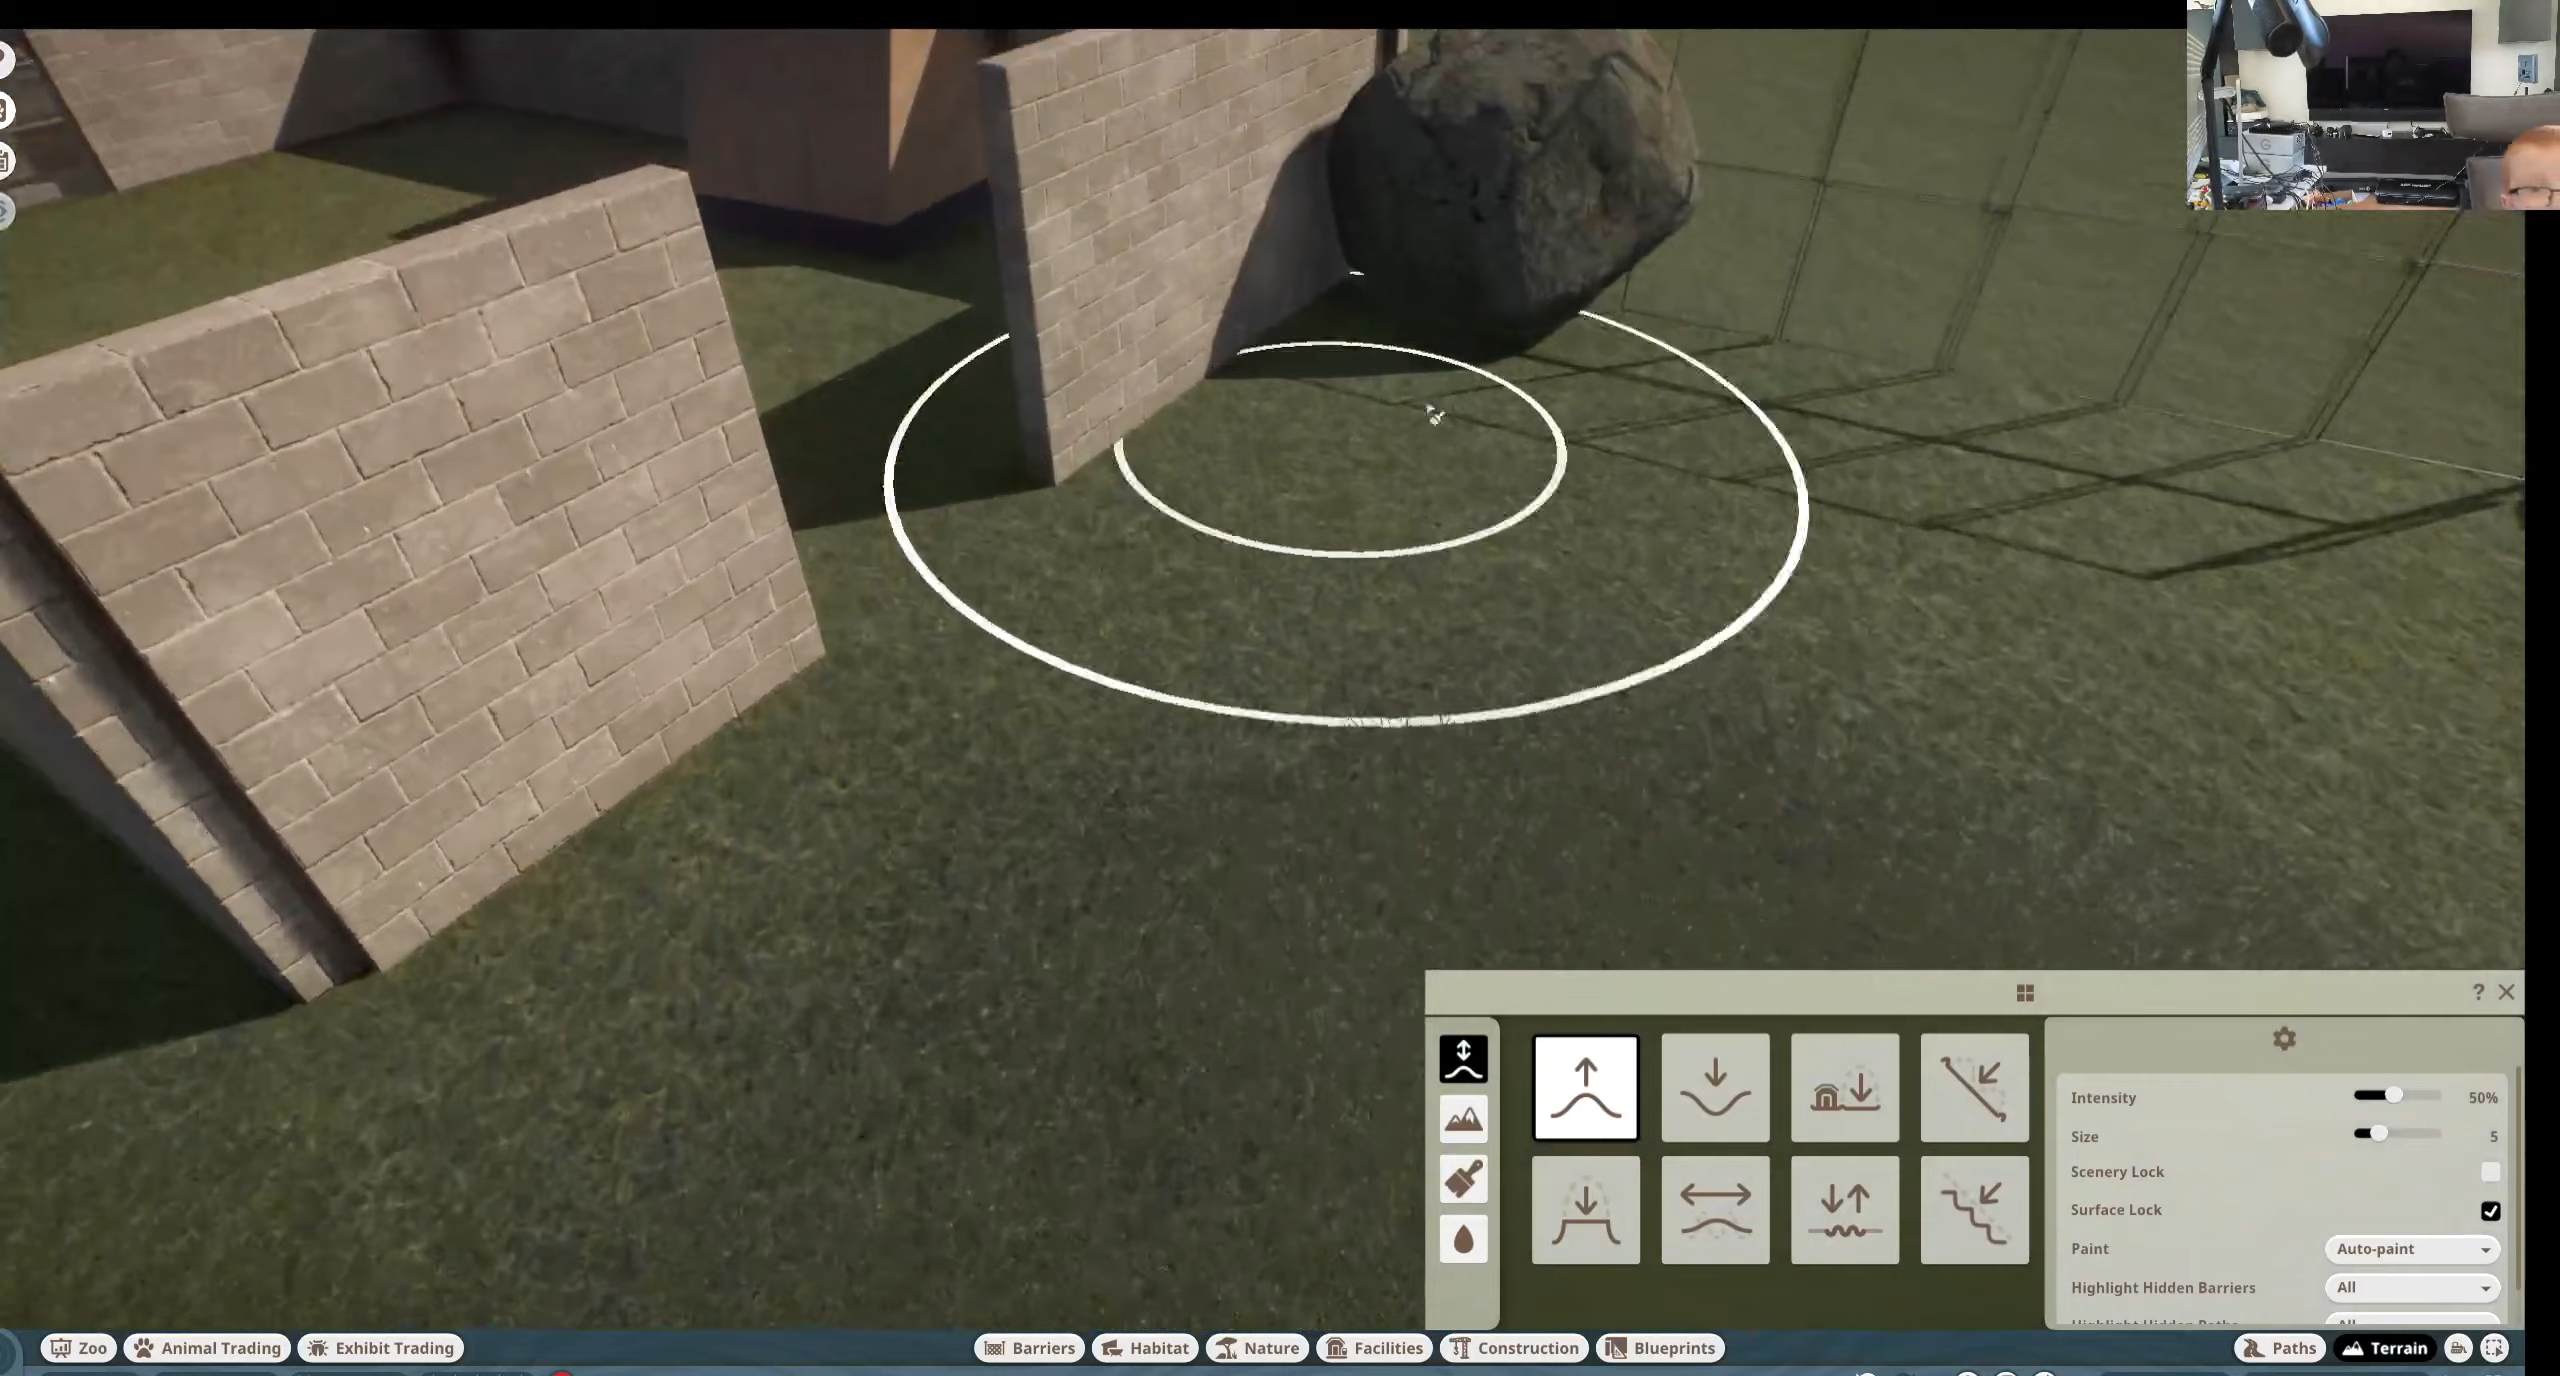 ?
Intensity 50%
Size 5
Scenery Lock
Surface Lock
Paint Auto-paint
Highlight Hidden Barriers All
Zoo Animal Trading Exhibit Trading Barriers Habitat Nature Facilities Construction Blueprints Paths Terrain